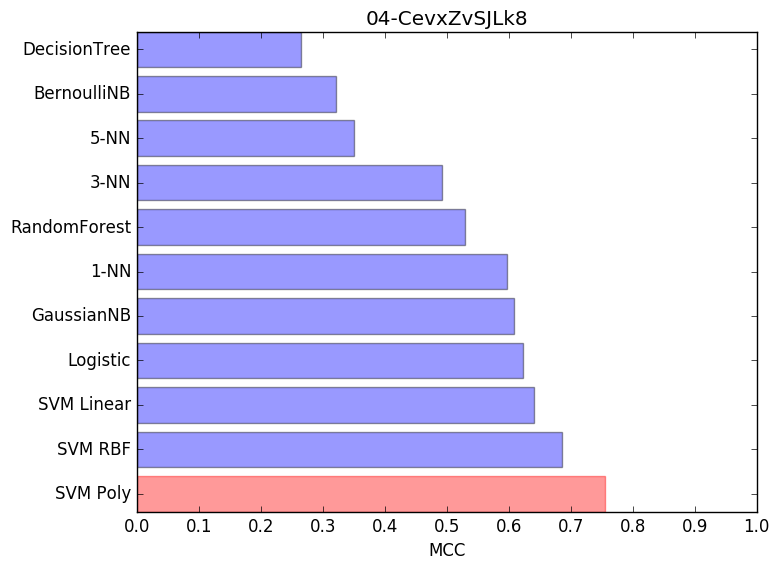 04-CevxZvSJLk8
DecisionTree
BernoulliNB
5-NN
3-NN
RandomForest
1-NN
GaussianNB
Logistic
SVM Linear
SVM RBF
SVM Poly
0.0 0.1 0.2 0.3 0.4 0.5 0.6 0.7 0.8 0.9 1.0
MCC